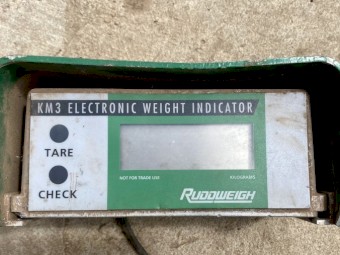 KM3 ELECTRONIC WEIGHT INDICATOR
TARE
CHECK
NOT FOR TRADE USE
KILOGRAMS
RUDDWEIGH